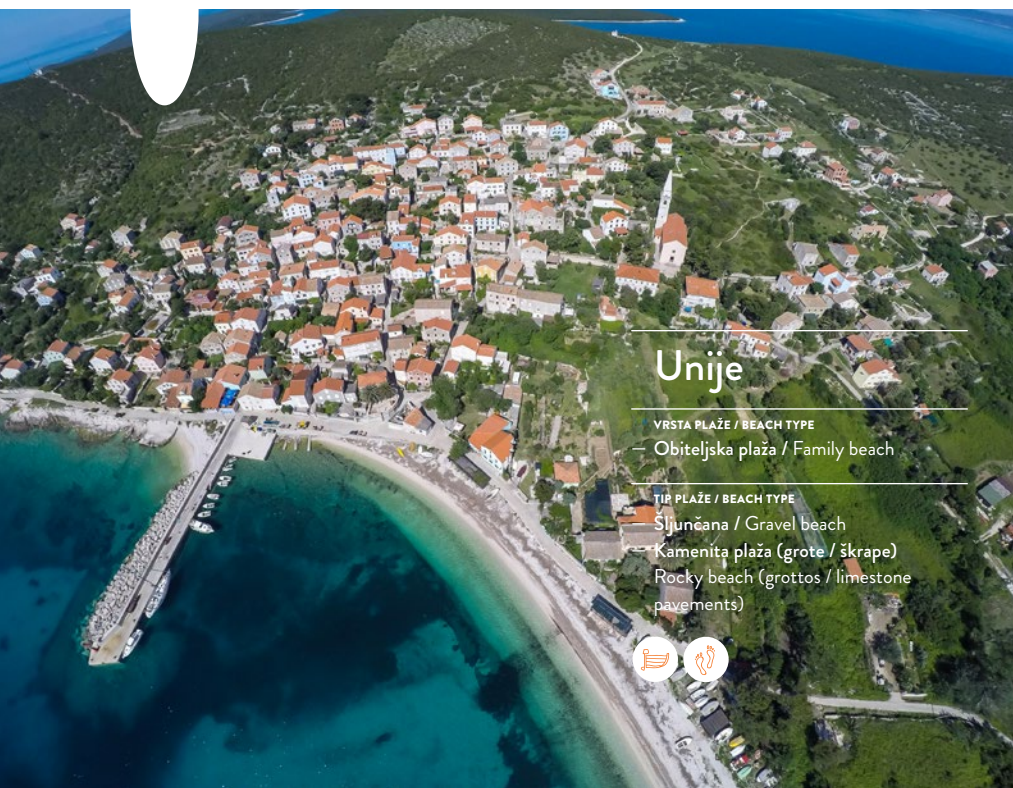 Unije
VRSTA PLAŽE / BEACH TYPE
Obiteljska plaža / Family beach
TIP PLAŽE / BEACH TYPE
Šljunčana / Gravel beach
Kamenita plaža (grote / škrape)
Rocky beach (grottos / limestone
pavements)